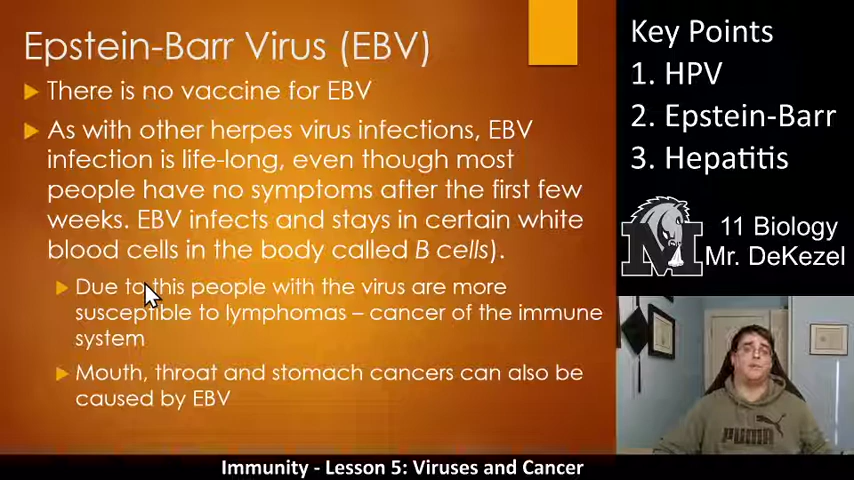 Epstein-Barr Virus (EBV)
There is no vaccine for EBV
As with other herpes virus infections, EBV
infection is life-long, even though most
people have no symptoms after the first few
weeks. EBV infects and stays in certain white
blood cells in the body called B cells).
Due to this people with the virus are more
susceptible to lymphomas – cancer of the immune
system
Mouth, throat and stomach cancers can also be
caused by EBV
Key Points
1. HPV
2. Epstein-Barr
3. Hepatitis
M
11 Biology
Mr. DeKezel
PUMA
Immunity - Lesson 5: Viruses and Cancer